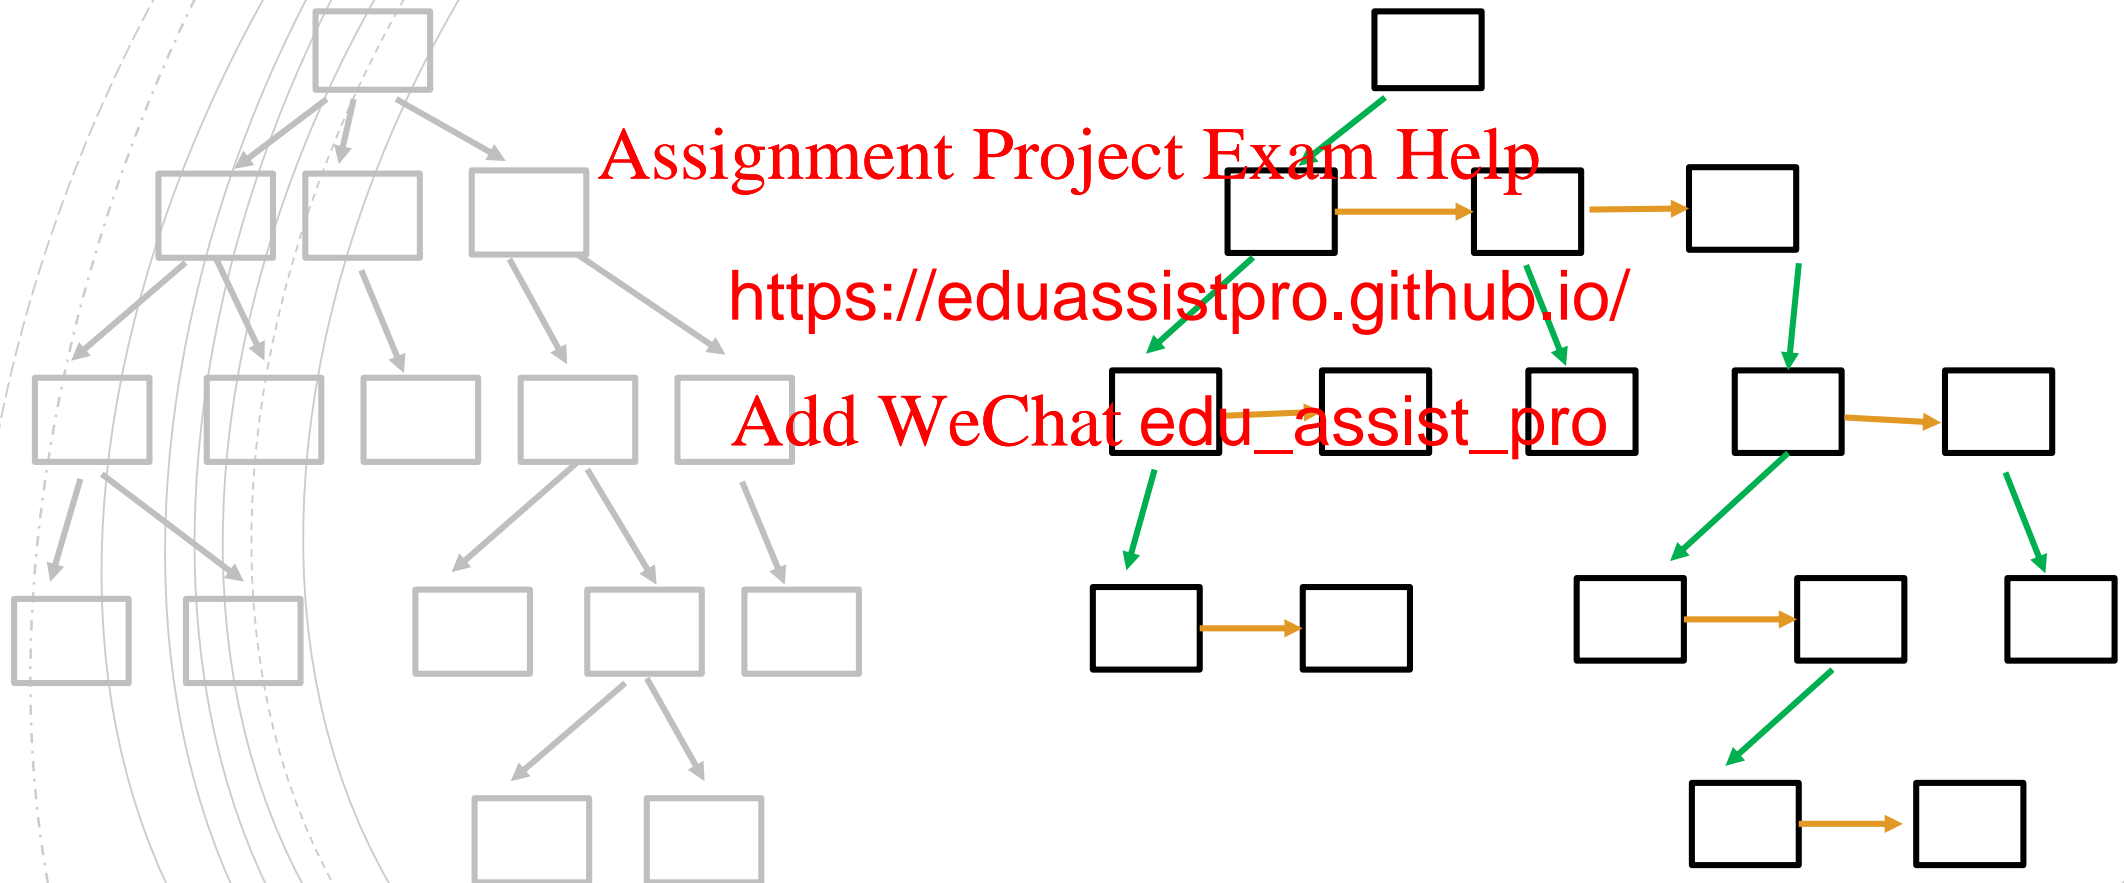 Assignment Project Exam Help
https://eduassistpro.github.io/
Add WeChat edu_assist_pro